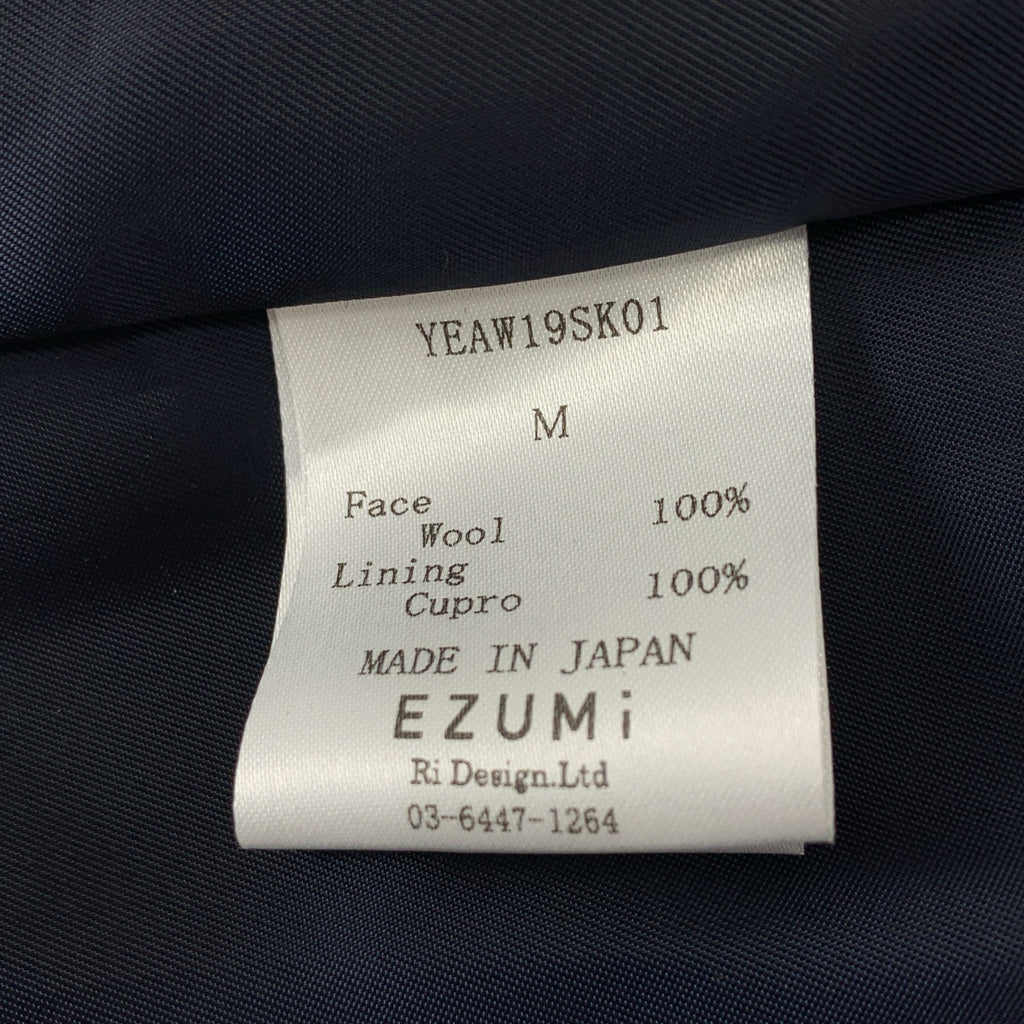 YEAW19SK01
M
Face
Wool 100%
Lining
Cupro 100%
MADE IN JAPAN
EZUMi
Ri Design.Ltd
03-6447-1264